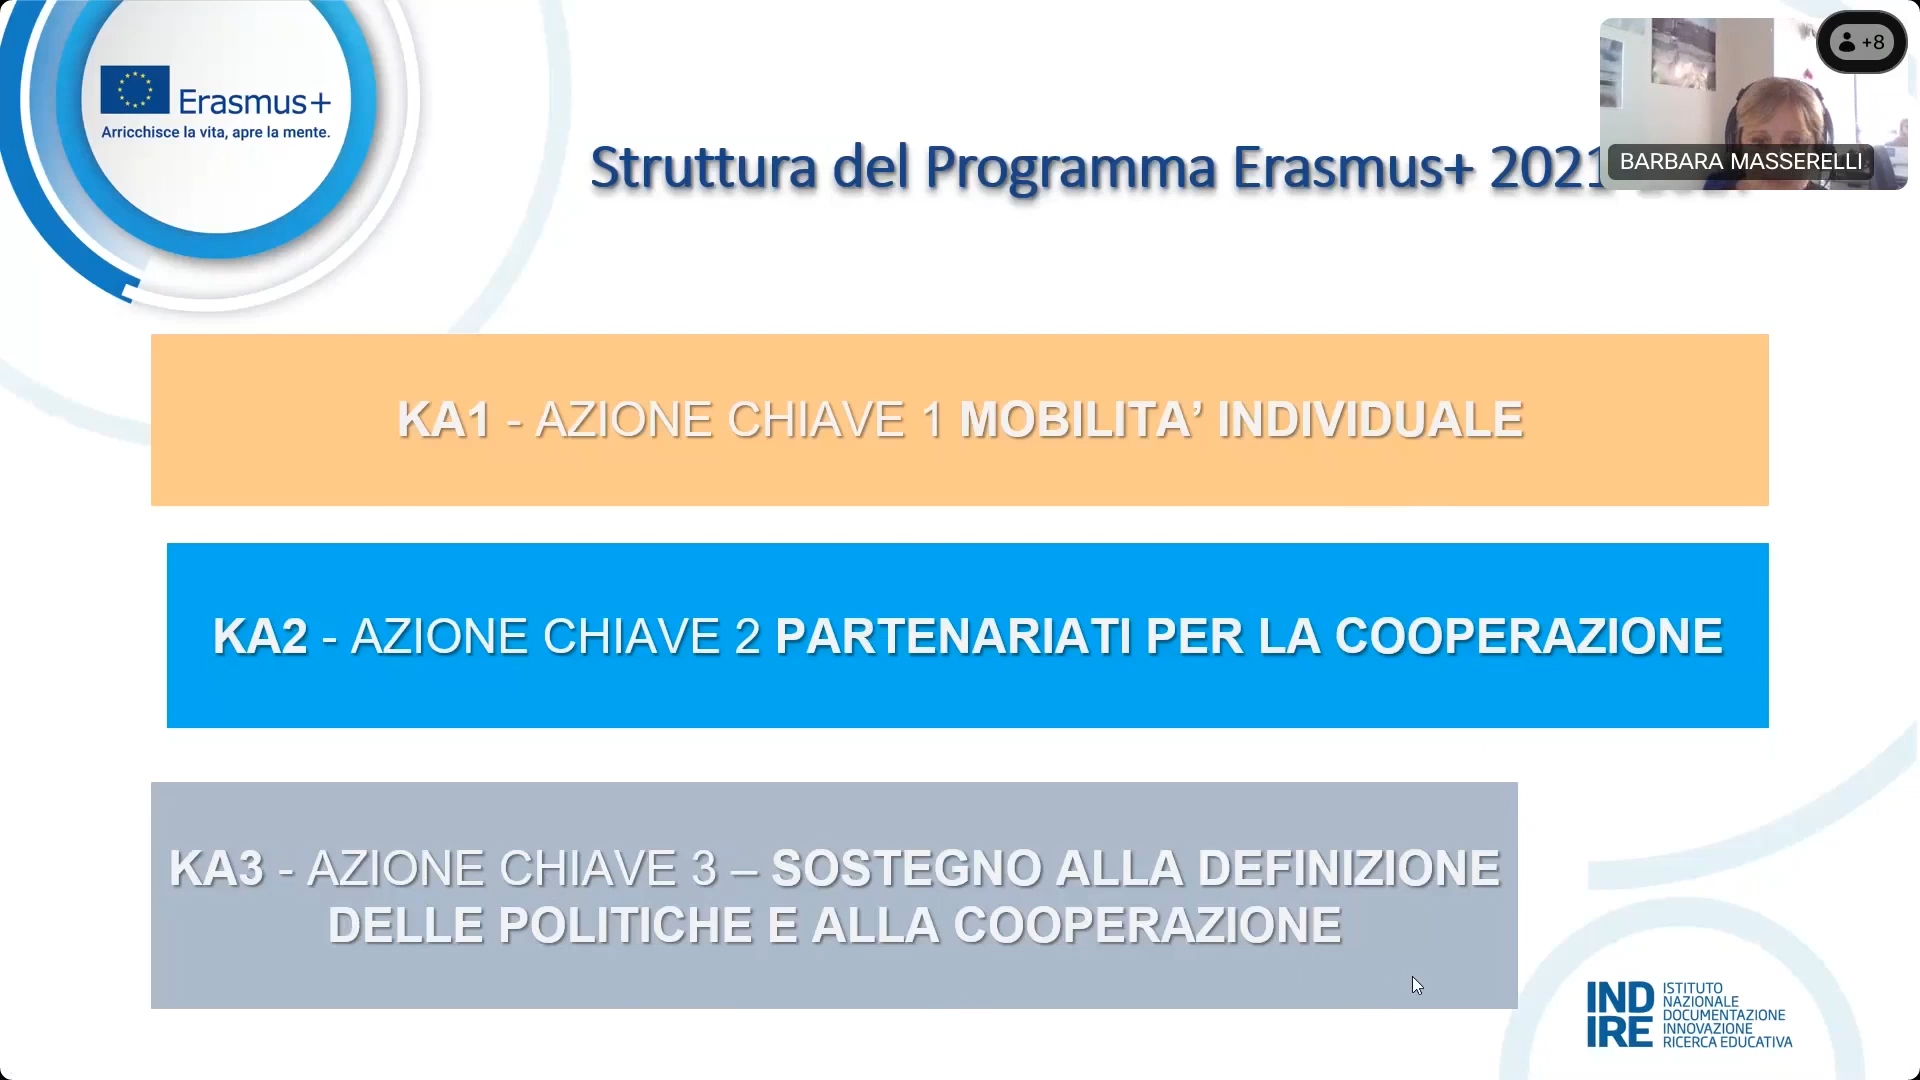 Erasmus+
Arricchisce la vita, apre la mente.
+8
BARBARA MASSERELLI
Struttura del Programma Erasmus+ 2021
KA1 - AZIONE CHIAVE 1 MOBILITA’ INDIVIDUALE
KA2 - AZIONE CHIAVE 2 PARTENARIATI PER LA COOPERAZIONE
KA3 - AZIONE CHIAVE 3 – SOSTEGNO ALLA DEFINIZIONE
DELLE POLITICHE E ALLA COOPERAZIONE
IND
IRE
ISTITUTO
NAZIONALE
DOCUMENTAZIONE
INNOVAZIONE
RICERCA EDUCATIVA